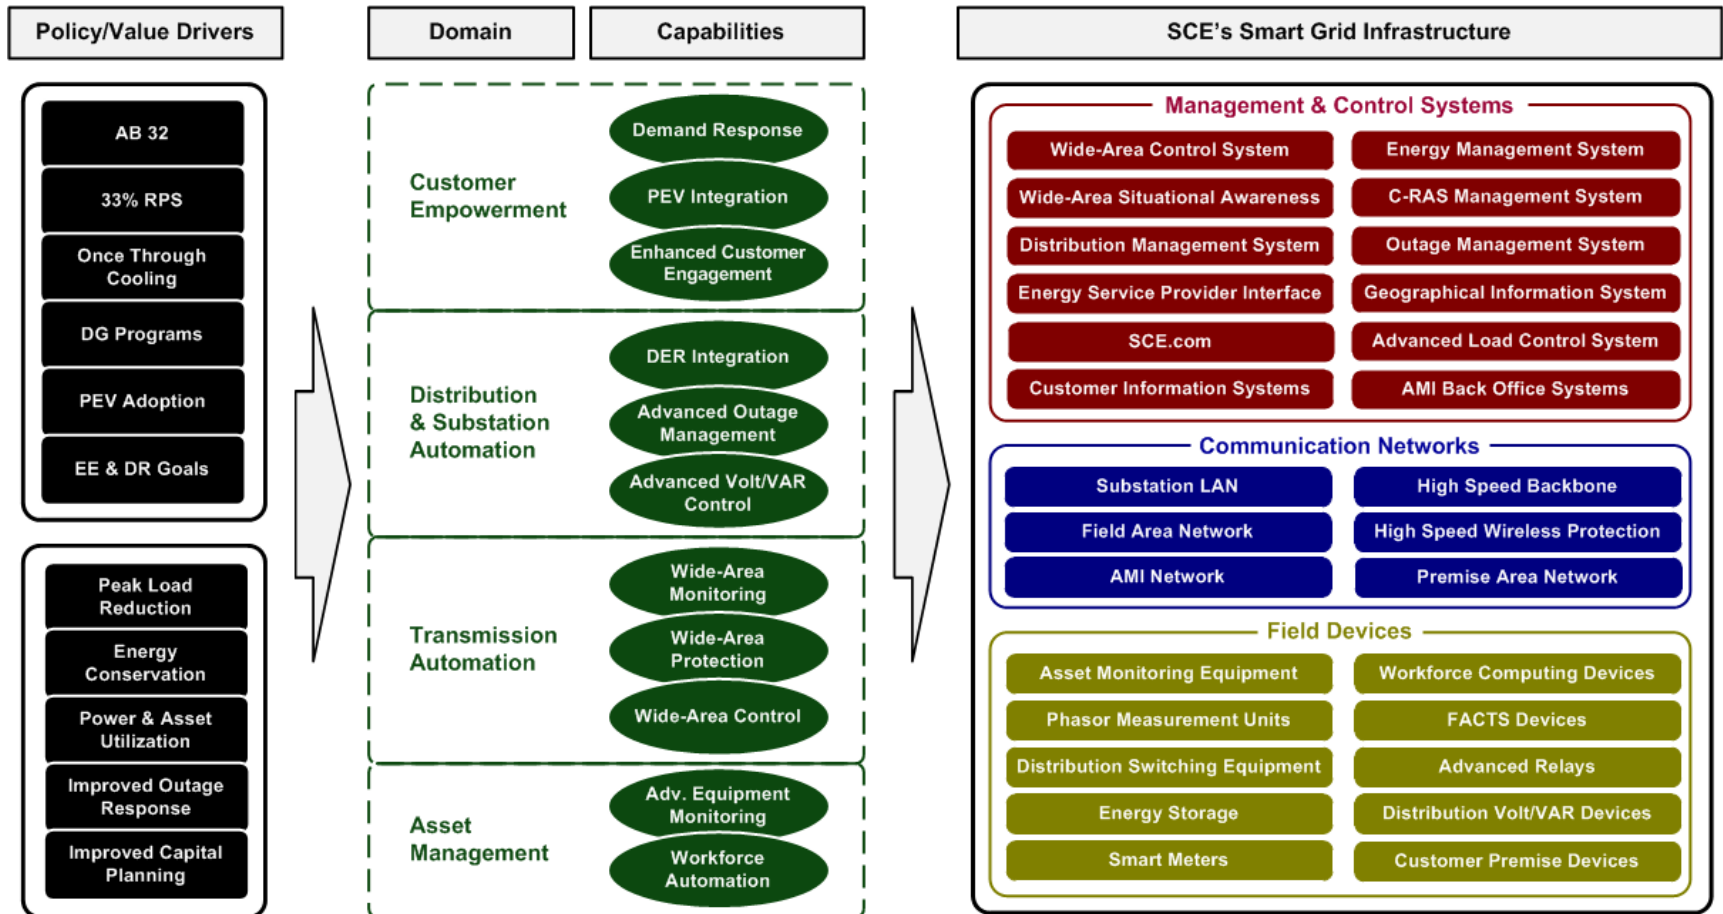 Policy/Value Drivers
Domain
Capabilities
SCE's Smart Grid Infrastructure
AB 32
33% RPS
Once Through
Cooling
DG Programs
PEV Adoption
EE & DR Goals
Peak Load
Reduction
Energy
Conservation
Power & Asset
Utilization
Improved Outage
Response
Improved Capital
Planning
Customer
Empowerment
Demand Response
PEV Integration
Enhanced Customer
Engagement
Distribution
& Substation
Automation
DER Integration
Advanced Outage
Management
Advanced Volt/VAR
Control
Transmission
Automation
Wide-Area
Monitoring
Wide-Area
Protection
Wide-Area Control
Asset
Management
Adv. Equipment
Monitoring
Workforce
Automation
Management & Control Systems
Wide-Area Control System
Energy Management System
Wide-Area Situational Awareness
C-RAS Management System
Distribution Management System
Outage Management System
Energy Service Provider Interface
Geographical Information System
SCE.com
Advanced Load Control System
Customer Information Systems
AMI Back Office Systems
Communication Networks
Substation LAN
High Speed Backbone
Field Area Network
High Speed Wireless Protection
AMI Network
Premise Area Network
Field Devices
Asset Monitoring Equipment
Workforce Computing Devices
Phasor Measurement Units
FACTS Devices
Distribution Switching Equipment
Advanced Relays
Energy Storage
Distribution Volt/VAR Devices
Smart Meters
Customer Premise Devices